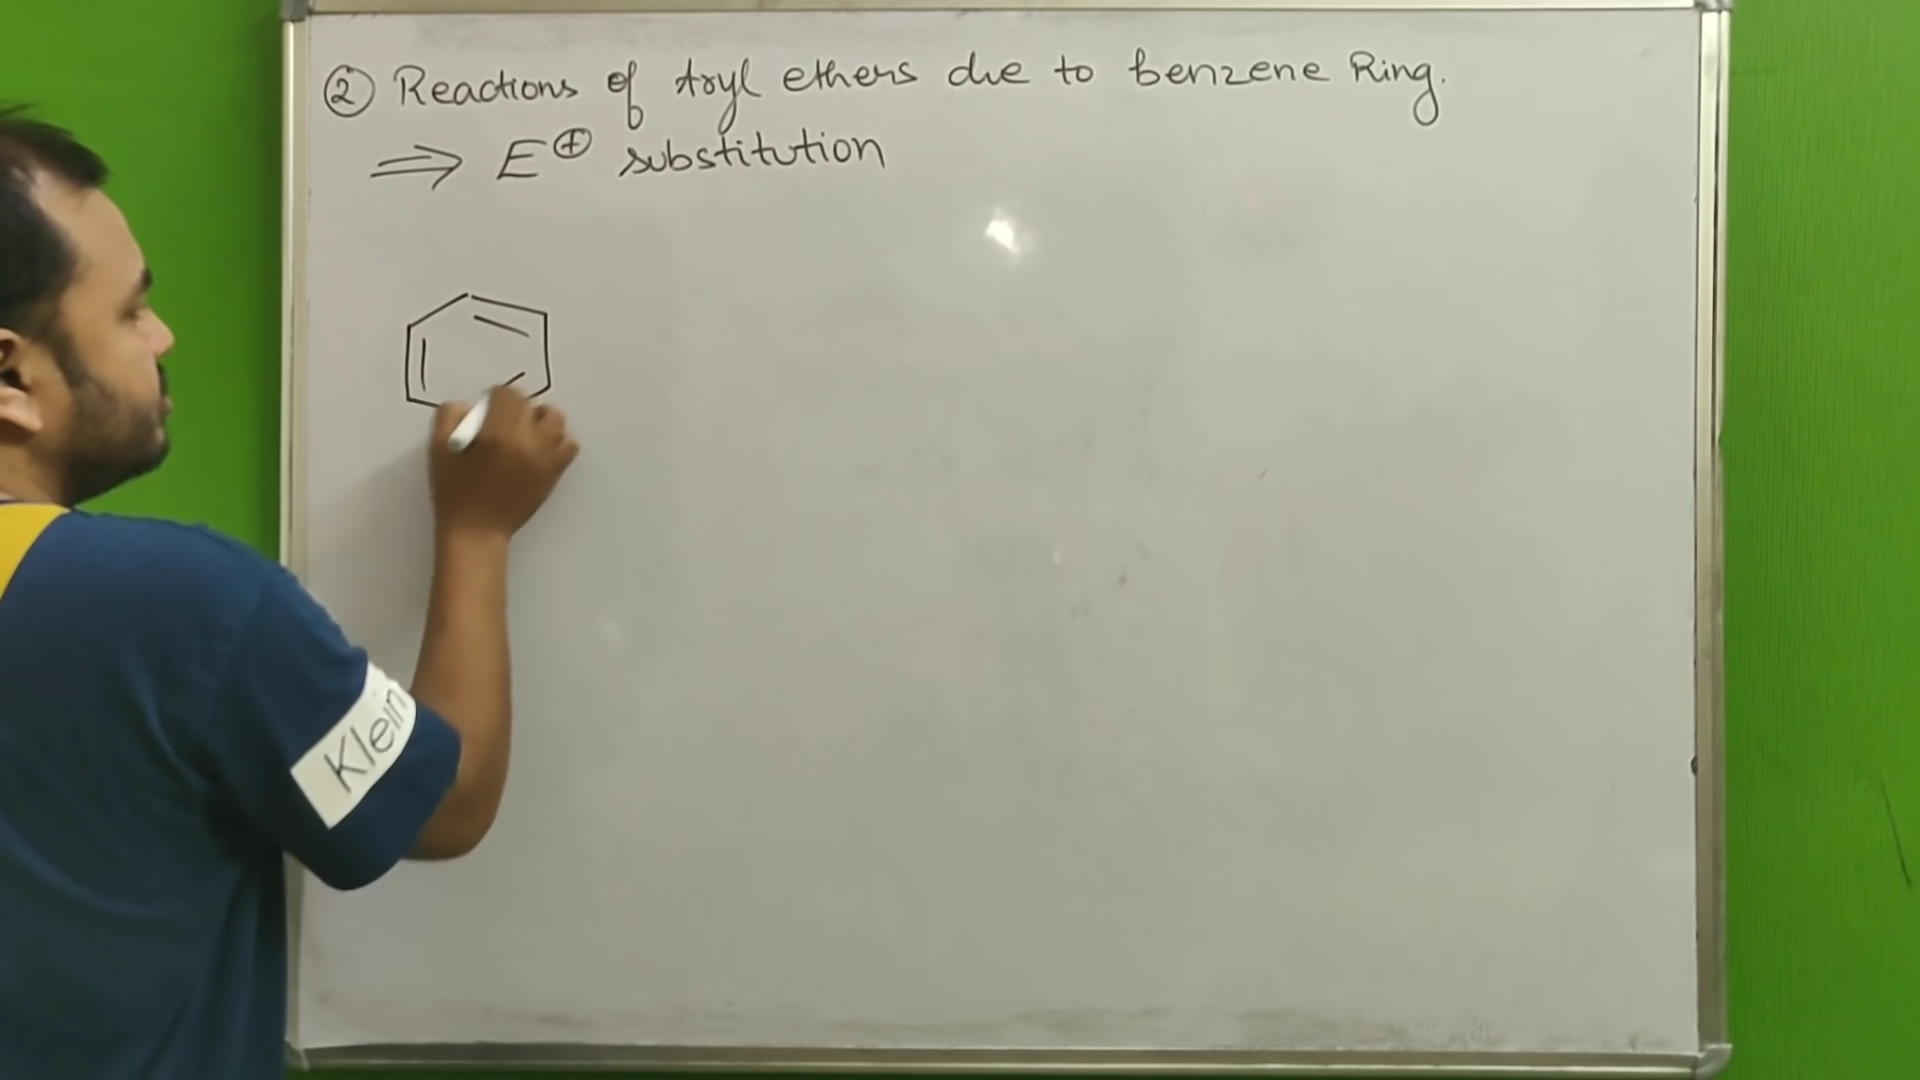 ② Reactions of Aryl ethers due to benzene Ring.
⇒ E⊕ substitution
Klein